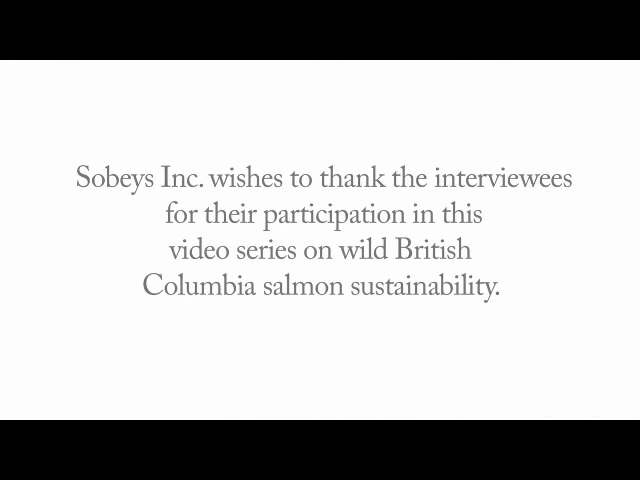 Sobeys Inc. wishes to thank the interviewees
for their participation in this
video series on wild British
Columbia salmon sustainability.